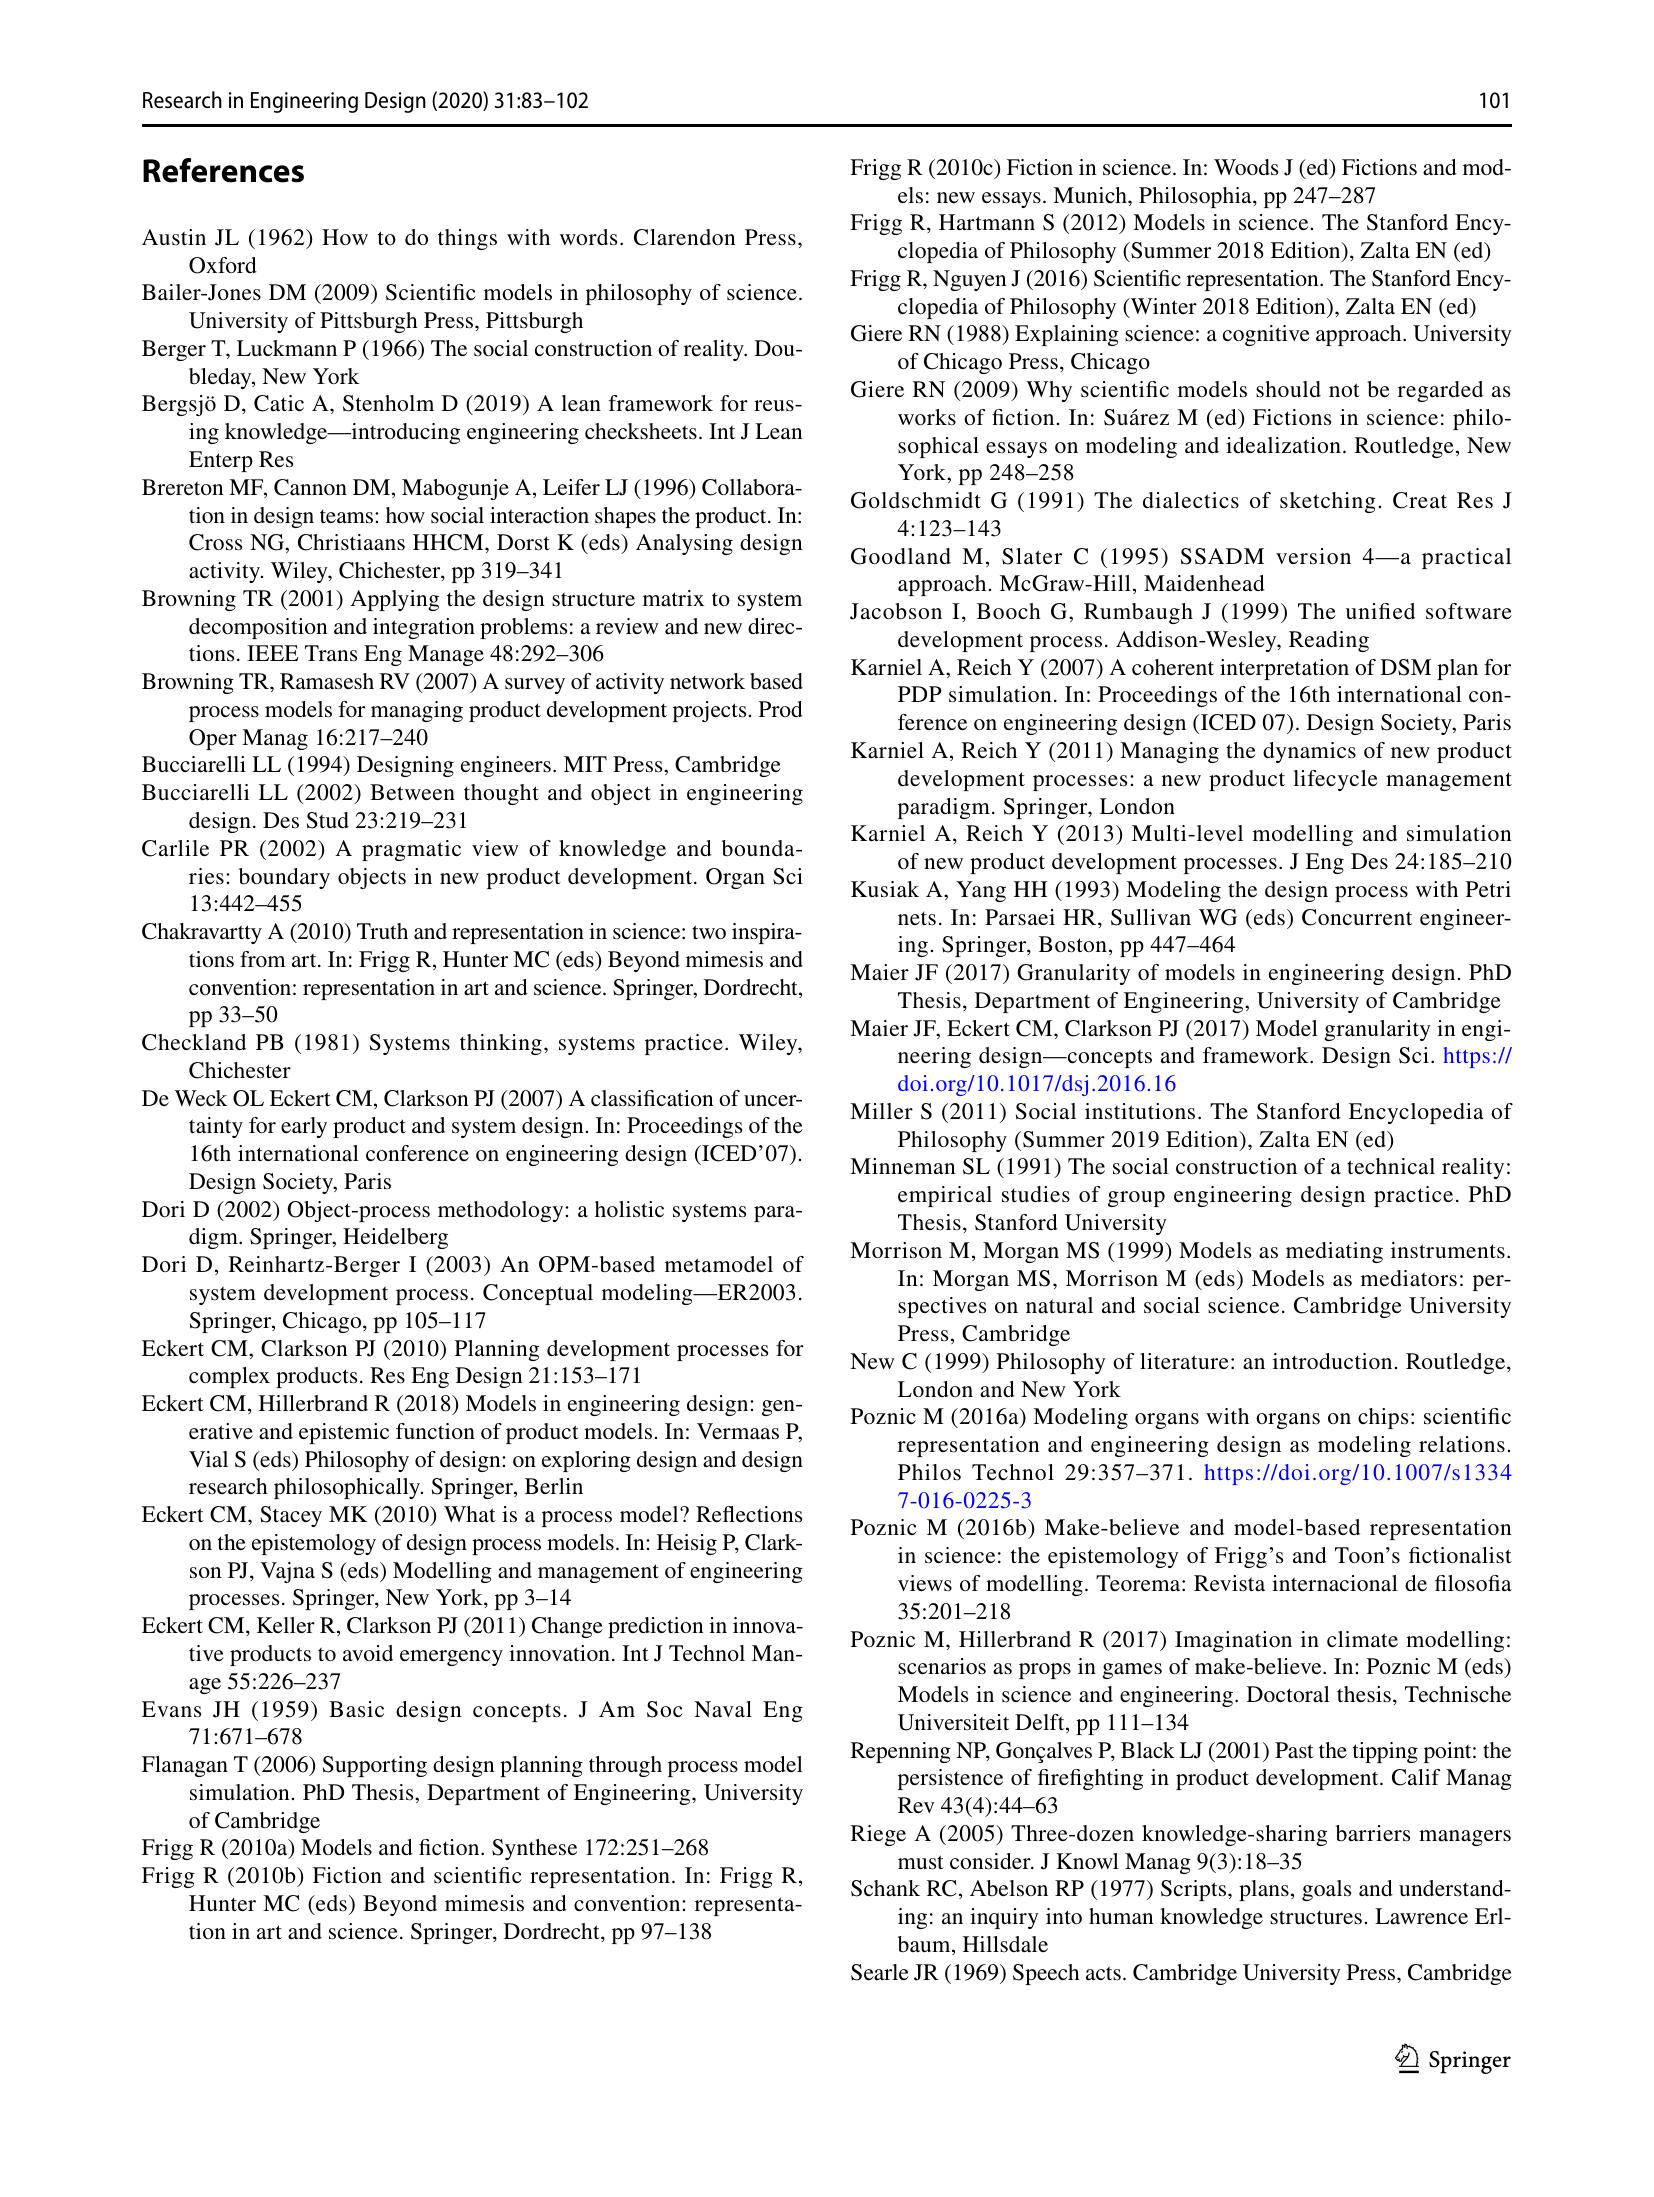 Research in Engineering Design (2020) 31:83–102
101
References
Austin JL (1962) How to do things with words. Clarendon Press,
Oxford
Bailer-Jones DM (2009) Scientific models in philosophy of science.
University of Pittsburgh Press, Pittsburgh
Berger T, Luckmann P (1966) The social construction of reality. Dou-
bleday, New York
Bergsjö D, Catic A, Stenholm D (2019) A lean framework for reus-
ing knowledge—introducing engineering checksheets. Int J Lean
Enterp Res
Brereton MF, Cannon DM, Mabogunje A, Leifer LJ (1996) Collabora-
tion in design teams: how social interaction shapes the product. In:
Cross NG, Christiaans HHCM, Dorst K (eds) Analysing design
activity. Wiley, Chichester, pp 319–341
Browning TR (2001) Applying the design structure matrix to system
decomposition and integration problems: a review and new direc-
tions. IEEE Trans Eng Manage 48:292–306
Browning TR, Ramasesh RV (2007) A survey of activity network based
process models for managing product development projects. Prod
Oper Manag 16:217–240
Bucciarelli LL (1994) Designing engineers. MIT Press, Cambridge
Bucciarelli LL (2002) Between thought and object in engineering
design. Des Stud 23:219–231
Carlile PR (2002) A pragmatic view of knowledge and bounda-
ries: boundary objects in new product development. Organ Sci
13:442–455
Chakravartty A (2010) Truth and representation in science: two inspira-
tions from art. In: Frigg R, Hunter MC (eds) Beyond mimesis and
convention: representation in art and science. Springer, Dordrecht,
pp 33–50
Checkland PB (1981) Systems thinking, systems practice. Wiley,
Chichester
De Weck OL Eckert CM, Clarkson PJ (2007) A classification of uncer-
tainty for early product and system design. In: Proceedings of the
16th international conference on engineering design (ICED’07).
Design Society, Paris
Dori D (2002) Object-process methodology: a holistic systems para-
digm. Springer, Heidelberg
Dori D, Reinhartz-Berger I (2003) An OPM-based metamodel of
system development process. Conceptual modeling—ER2003.
Springer, Chicago, pp 105–117
Eckert CM, Clarkson PJ (2010) Planning development processes for
complex products. Res Eng Design 21:153–171
Eckert CM, Hillerbrand R (2018) Models in engineering design: gen-
erative and epistemic function of product models. In: Vermaas P,
Vial S (eds) Philosophy of design: on exploring design and design
research philosophically. Springer, Berlin
Eckert CM, Stacey MK (2010) What is a process model? Reflections
on the epistemology of design process models. In: Heisig P, Clark-
son PJ, Vajna S (eds) Modelling and management of engineering
processes. Springer, New York, pp 3–14
Eckert CM, Keller R, Clarkson PJ (2011) Change prediction in innova-
tive products to avoid emergency innovation. Int J Technol Man-
age 55:226–237
Evans JH (1959) Basic design concepts. J Am Soc Naval Eng
71:671–678
Flanagan T (2006) Supporting design planning through process model
simulation. PhD Thesis, Department of Engineering, University
of Cambridge
Frigg R (2010a) Models and fiction. Synthese 172:251–268
Frigg R (2010b) Fiction and scientific representation. In: Frigg R,
Hunter MC (eds) Beyond mimesis and convention: representa-
tion in art and science. Springer, Dordrecht, pp 97–138
Frigg R (2010c) Fiction in science. In: Woods J (ed) Fictions and mod-
els: new essays. Munich, Philosophia, pp 247–287
Frigg R, Hartmann S (2012) Models in science. The Stanford Ency-
clopedia of Philosophy (Summer 2018 Edition), Zalta EN (ed)
Frigg R, Nguyen J (2016) Scientific representation. The Stanford Ency-
clopedia of Philosophy (Winter 2018 Edition), Zalta EN (ed)
Giere RN (1988) Explaining science: a cognitive approach. University
of Chicago Press, Chicago
Giere RN (2009) Why scientific models should not be regarded as
works of fiction. In: Suárez M (ed) Fictions in science: philo-
sophical essays on modeling and idealization. Routledge, New
York, pp 248–258
Goldschmidt G (1991) The dialectics of sketching. Creat Res J
4:123–143
Goodland M, Slater C (1995) SSADM version 4—a practical
approach. McGraw-Hill, Maidenhead
Jacobson I, Booch G, Rumbaugh J (1999) The unified software
development process. Addison-Wesley, Reading
Karniel A, Reich Y (2007) A coherent interpretation of DSM plan for
PDP simulation. In: Proceedings of the 16th international con-
ference on engineering design (ICED 07). Design Society, Paris
Karniel A, Reich Y (2011) Managing the dynamics of new product
development processes: a new product lifecycle management
paradigm. Springer, London
Karniel A, Reich Y (2013) Multi-level modelling and simulation
of new product development processes. J Eng Des 24:185–210
Kusiak A, Yang HH (1993) Modeling the design process with Petri
nets. In: Parsaei HR, Sullivan WG (eds) Concurrent engineer-
ing. Springer, Boston, pp 447–464
Maier JF (2017) Granularity of models in engineering design. PhD
Thesis, Department of Engineering, University of Cambridge
Maier JF, Eckert CM, Clarkson PJ (2017) Model granularity in engi-
neering design—concepts and framework. Design Sci. https://
doi.org/10.1017/dsj.2016.16
Miller S (2011) Social institutions. The Stanford Encyclopedia of
Philosophy (Summer 2019 Edition), Zalta EN (ed)
Minneman SL (1991) The social construction of a technical reality:
empirical studies of group engineering design practice. PhD
Thesis, Stanford University
Morrison M, Morgan MS (1999) Models as mediating instruments.
In: Morgan MS, Morrison M (eds) Models as mediators: per-
spectives on natural and social science. Cambridge University
Press, Cambridge
New C (1999) Philosophy of literature: an introduction. Routledge,
London and New York
Poznic M (2016a) Modeling organs with organs on chips: scientific
representation and engineering design as modeling relations.
Philos Technol 29:357–371. https://doi.org/10.1007/s1334
7-016-0225-3
Poznic M (2016b) Make-believe and model-based representation
in science: the epistemology of Frigg’s and Toon’s fictionalist
views of modelling. Teorema: Revista internacional de filosofia
35:201–218
Poznic M, Hillerbrand R (2017) Imagination in climate modelling:
scenarios as props in games of make-believe. In: Poznic M (eds)
Models in science and engineering. Doctoral thesis, Technische
Universiteit Delft, pp 111–134
Repenning NP, Gonçalves P, Black LJ (2001) Past the tipping point: the
persistence of firefighting in product development. Calif Manag
Rev 43(4):44–63
Riege A (2005) Three-dozen knowledge-sharing barriers managers
must consider. J Knowl Manag 9(3):18–35
Schank RC, Abelson RP (1977) Scripts, plans, goals and understand-
ing: an inquiry into human knowledge structures. Lawrence Erl-
baum, Hillsdale
Searle JR (1969) Speech acts. Cambridge University Press, Cambridge
Springer